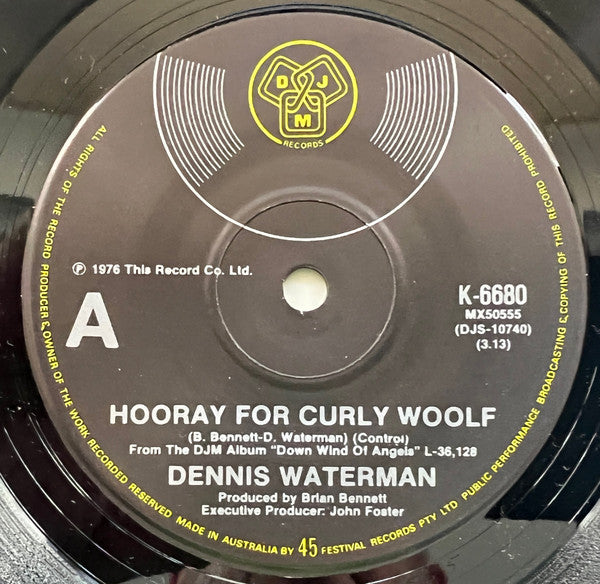 D J M
RECORDS
℗ 1976 This Record Co. Ltd.
A
K-6680
MX50555
(DJS-10740)
(3.13)
HOORAY FOR CURLY WOOLF
(B. Bennett-D. Waterman) (Control)
From The DJM Album "Down Wind Of Angels" L-36,128
DENNIS WATERMAN
Produced by Brian Bennett
Executive Producer: John Foster
ALL RIGHTS OF THE RECORD PRODUCER & OWNER OF THE WORK RECORDED RESERVED MADE IN AUSTRALIA BY 45 FESTIVAL RECORDS PTY LTD PUBLIC PERFORMANCE BROADCASTING & COPYING OF THIS RECORD PROHIBITED